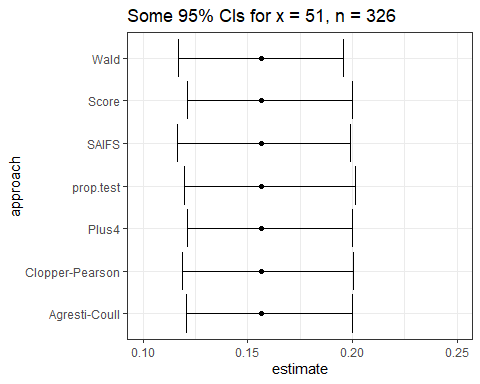 Some 95% CIs for x = 51, n = 326
approach
Wald
Score
SAIFS
prop.test
Plus4
Clopper-Pearson
Agresti-Coull
0.10 0.15 0.20 0.25
estimate